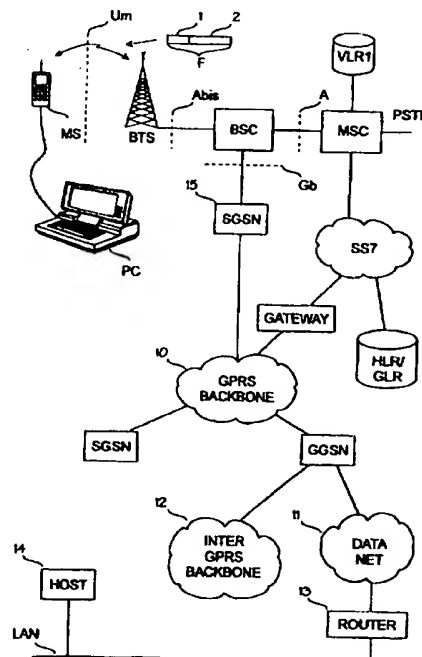 Um
1
2
F
VLR1
Abis
A
BSC
MSC
MS
BTS
Gb
15
SGSN
SS7
PC
GATEWAY
HLR/
GLR
10
GPRS
BACKBONE
SGSN
GGSN
12
INTER
GPRS
BACKBONE
11
DATA
NET
14
HOST
13
ROUTER
LAN